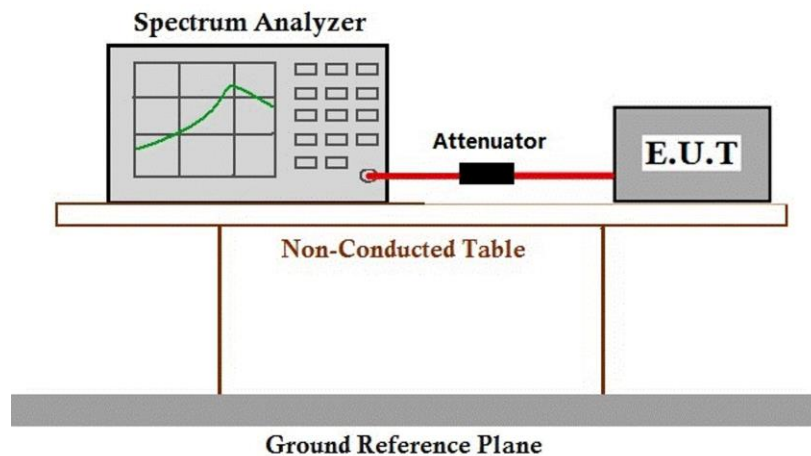 Spectrum Analyzer
Attenuator
E.U.T
Non-Conducted Table
Ground Reference Plane